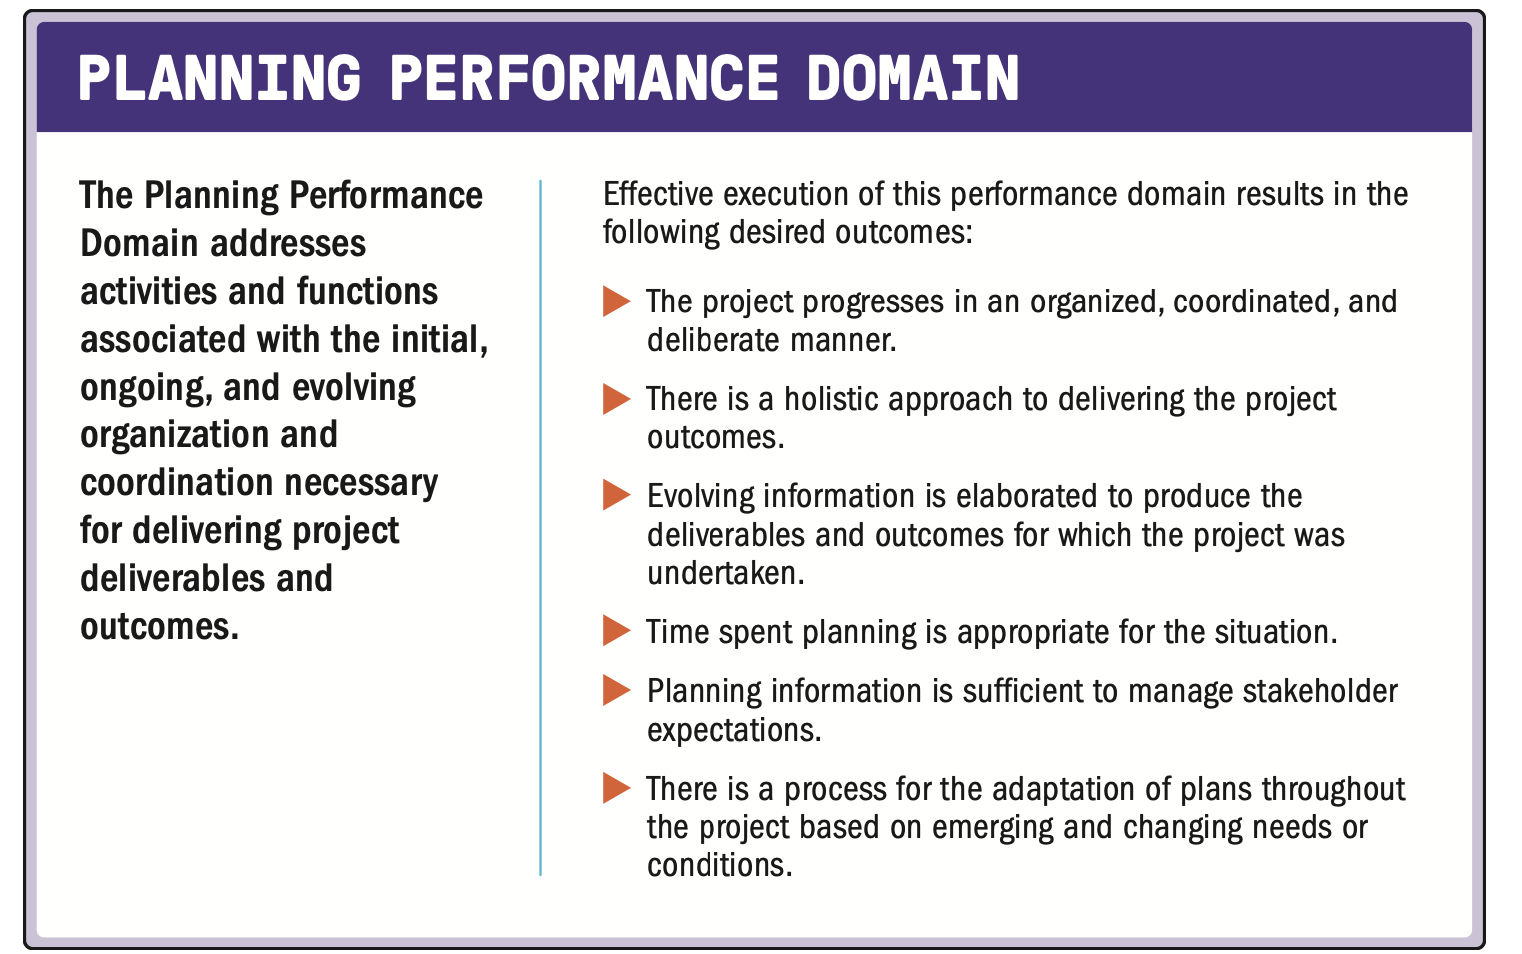 PLANNING PERFORMANCE DOMAIN
The Planning Performance
Domain addresses
activities and functions
associated with the initial,
ongoing, and evolving
organization and
coordination necessary
for delivering project
deliverables and
outcomes.
Effective execution of this performance domain results in the
following desired outcomes:
The project progresses in an organized, coordinated, and
deliberate manner.
There is a holistic approach to delivering the project
outcomes.
Evolving information is elaborated to produce the
deliverables and outcomes for which the project was
undertaken.
Time spent planning is appropriate for the situation.
Planning information is sufficient to manage stakeholder
expectations.
There is a process for the adaptation of plans throughout
the project based on emerging and changing needs or
conditions.